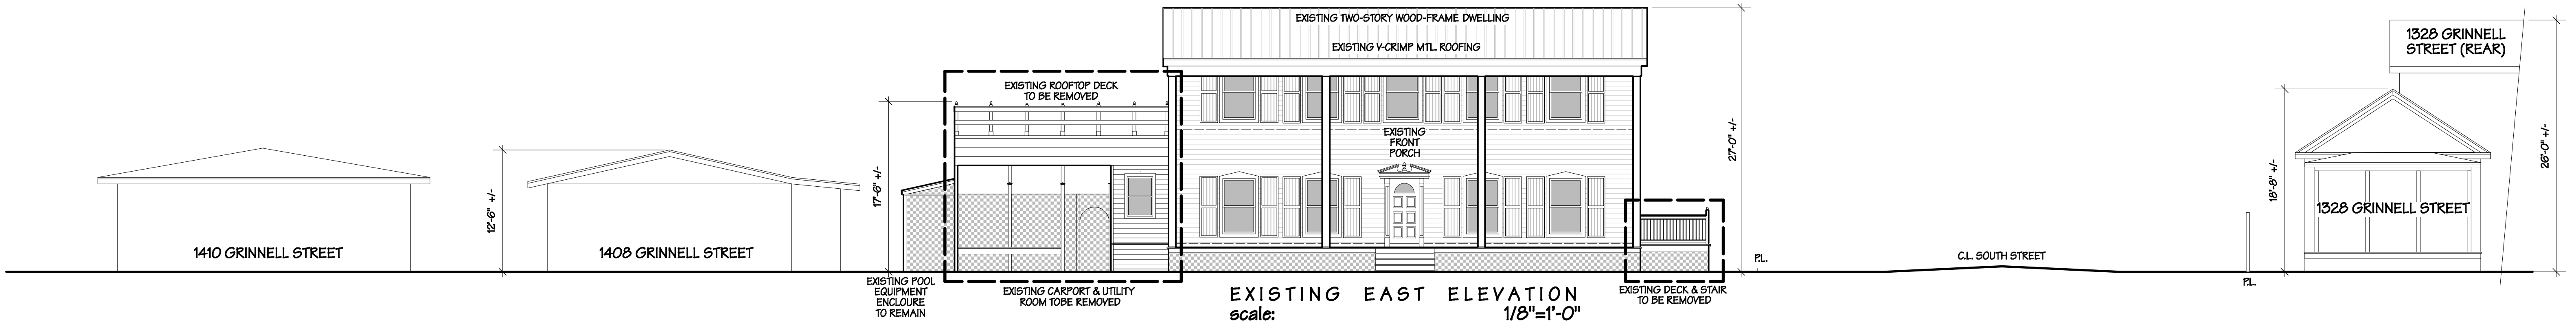 EXISTING TWO-STORY WOOD-FRAME DWELLING
EXISTING V-CRIMP MTL. ROOFING
1328 GRINNELL
STREET (REAR)
EXISTING ROOFTOP DECK
TO BE REMOVED
EXISTING
FRONT
PORCH
12'-6" +/-
17'-6" +/-
27'-0" +/-
18'-8" +/-
26'-0" +/-
1410 GRINNELL STREET
1408 GRINNELL STREET
1328 GRINNELL STREET
P.L.
C.L. SOUTH STREET
P.L.
EXISTING POOL
EQUIPMENT
ENCLOURE
TO REMAIN
EXISTING CARPORT & UTILITY
ROOM TOBE REMOVED
EXISTING DECK & STAIR
TO BE REMOVED
EXISTING EAST ELEVATION
scale: 1/8"=1'-0"